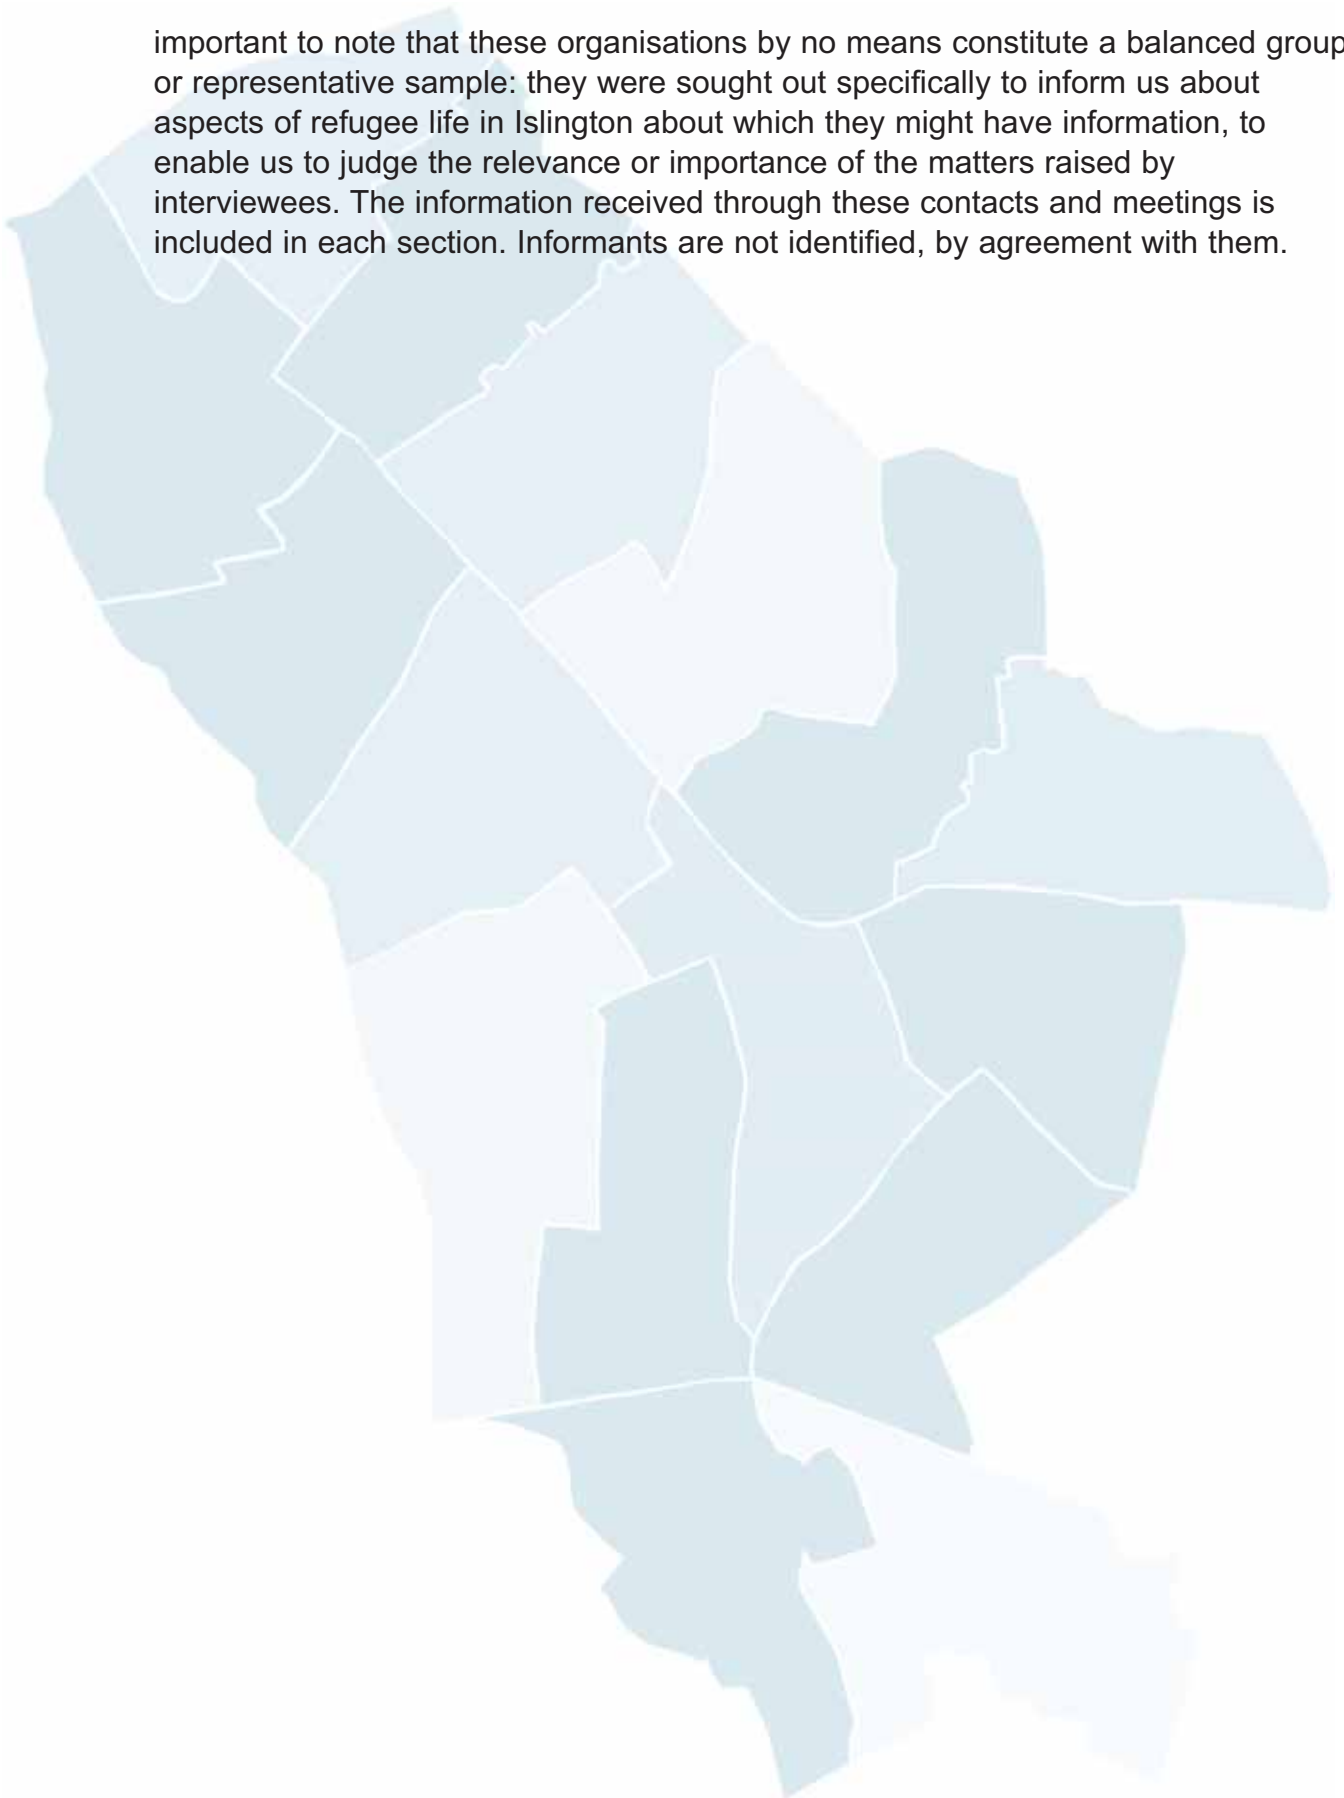 important to note that these organisations by no means constitute a balanced group
or representative sample: they were sought out specifically to inform us about
aspects of refugee life in Islington about which they might have information, to
enable us to judge the relevance or importance of the matters raised by
interviewees. The information received through these contacts and meetings is
included in each section. Informants are not identified, by agreement with them.